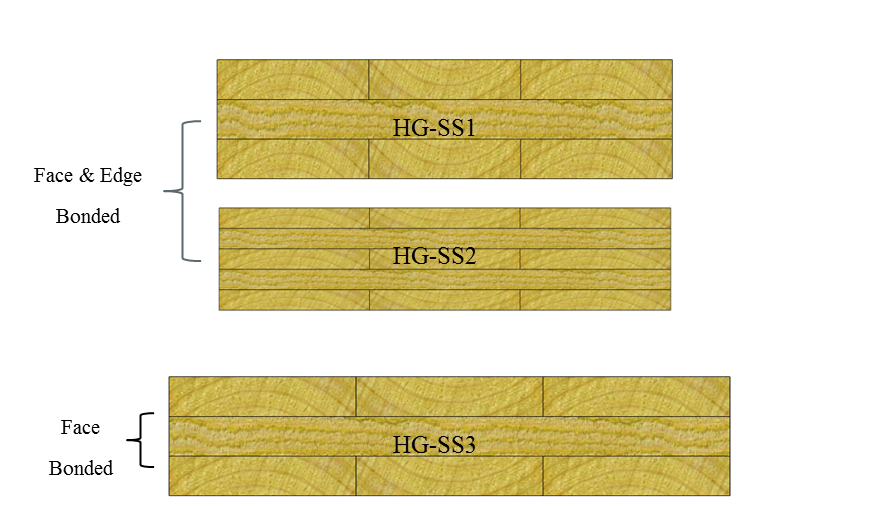 HG-SS1
Face & Edge
Bonded
HG-SS2
Face
Bonded
HG-SS3